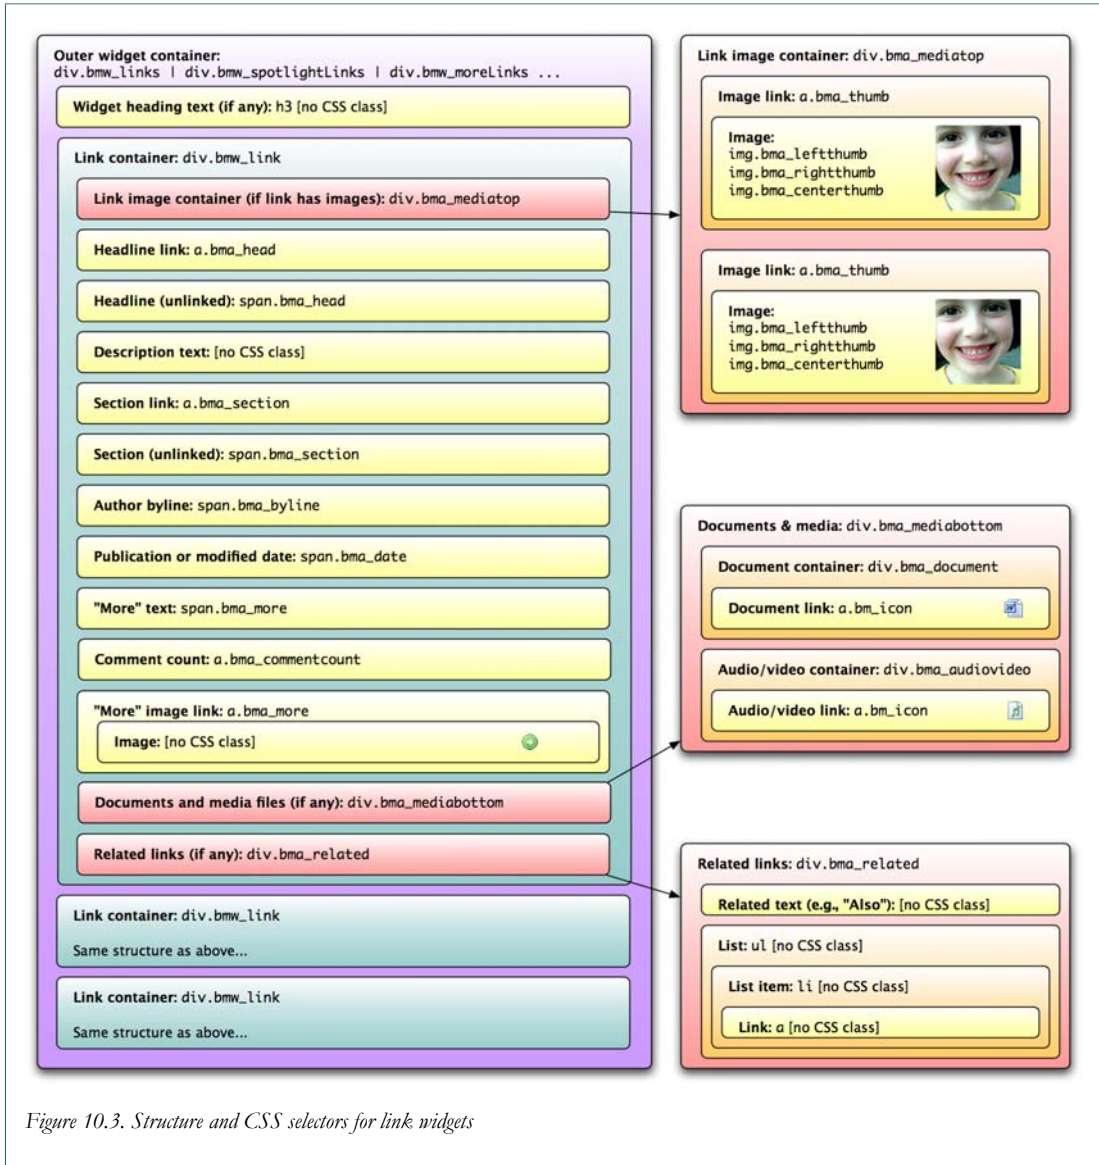 Outer widget container:
div.bmw_links | div.bmw_spotlightLinks | div.bmw_moreLinks ...
Widget heading text (if any): h3 [no CSS class]
Link container: div.bmw_link
Link image container (if link has images): div.bma_mediatop
Headline link: a.bma_head
Headline (unlinked): span.bma_head
Description text: [no CSS class]
Section link: a.bma_section
Section (unlinked): span.bma_section
Author byline: span.bma_byline
Publication or modified date: span.bma_date
"More" text: span.bma_more
Comment count: a.bma_commentcount
"More" image link: a.bma_more
Image: [no CSS class]
Documents and media files (if any): div.bma_mediabottom
Related links (if any): div.bma_related
Link container: div.bmw_link
Same structure as above...
Link container: div.bmw_link
Same structure as above...
Link image container: div.bma_mediatop
Image link: a.bma_thumb
Image:
img.bma_leftthumb
img.bma_rightthumb
img.bma_centerthumb
Image link: a.bma_thumb
Image:
img.bma_leftthumb
img.bma_rightthumb
img.bma_centerthumb
Documents & media: div.bma_mediabottom
Document container: div.bma_document
Document link: a.bm_icon
Audio/video container: div.bma_audiovideo
Audio/video link: a.bm_icon
Related links: div.bma_related
Related text (e.g., "Also"): [no CSS class]
List: ul [no CSS class]
List item: li [no CSS class]
Link: a [no CSS class]
Figure 10.3. Structure and CSS selectors for link widgets